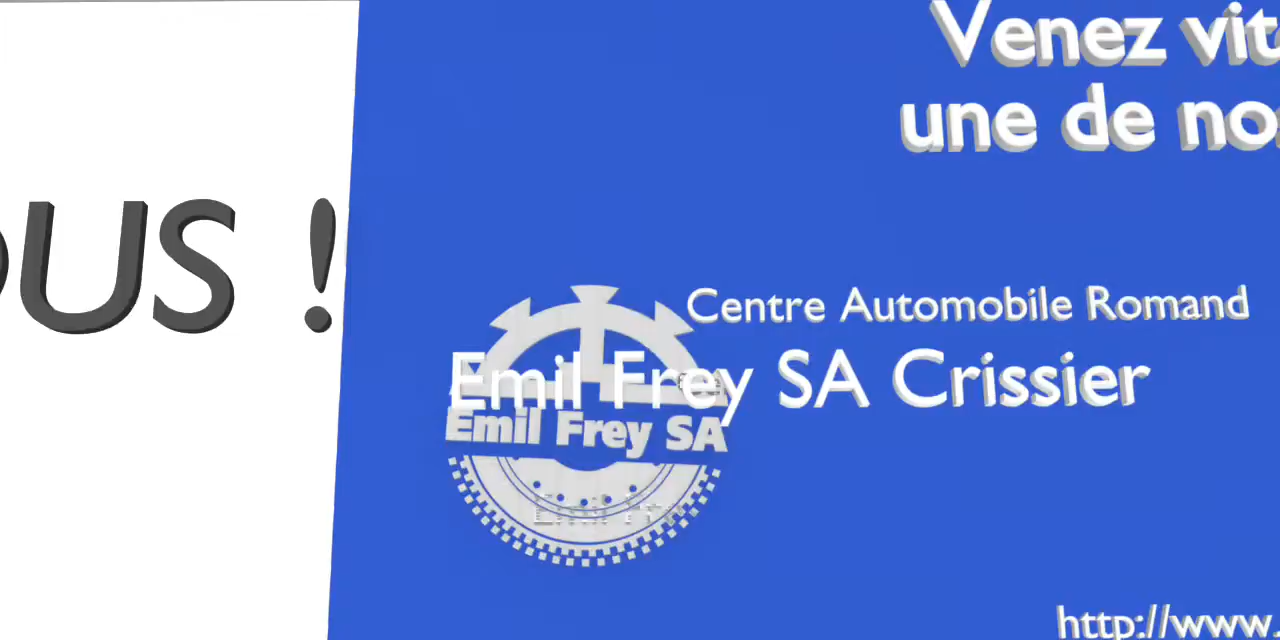 OUS !
Venez vit
une de no
Centre Automobile Romand
Emil Frey SA Crissier
Emil Frey SA
http://www.